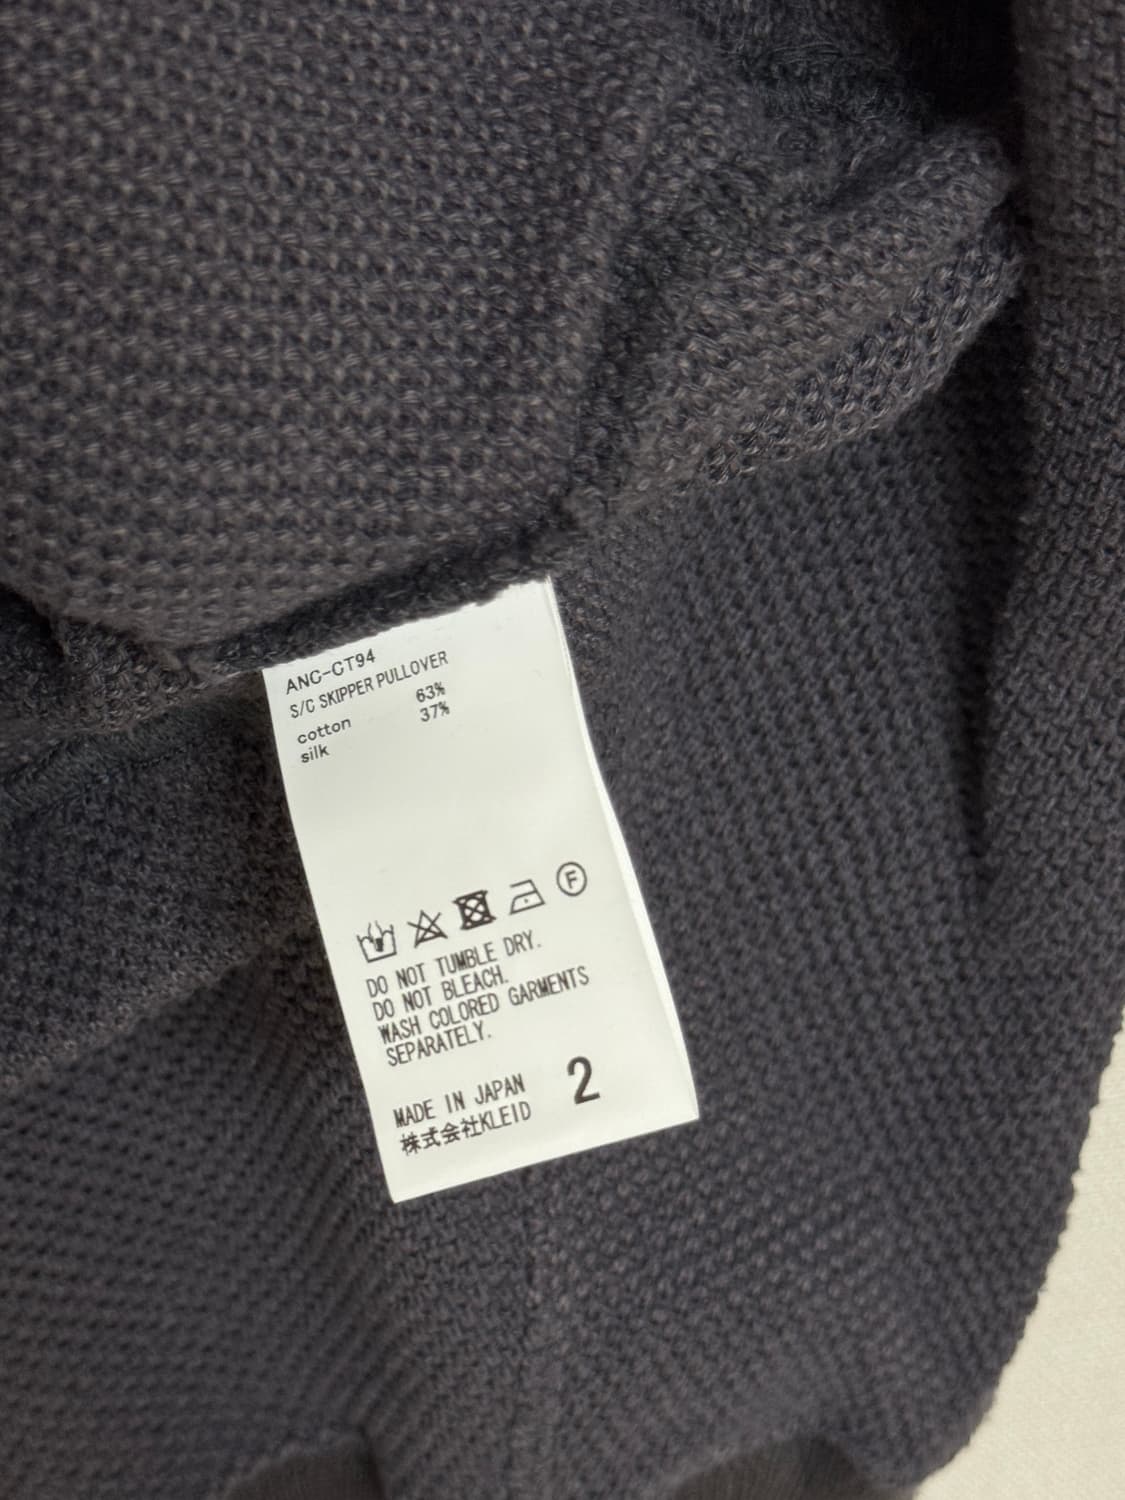 ANC-CT94
S/C SKIPPER PULLOVER
cotton 63%
silk 37%
F
DO NOT TUMBLE DRY.
DO NOT BLEACH.
WASH COLORED GARMENTS
SEPARATELY.
MADE IN JAPAN 2
株式会社KLEID